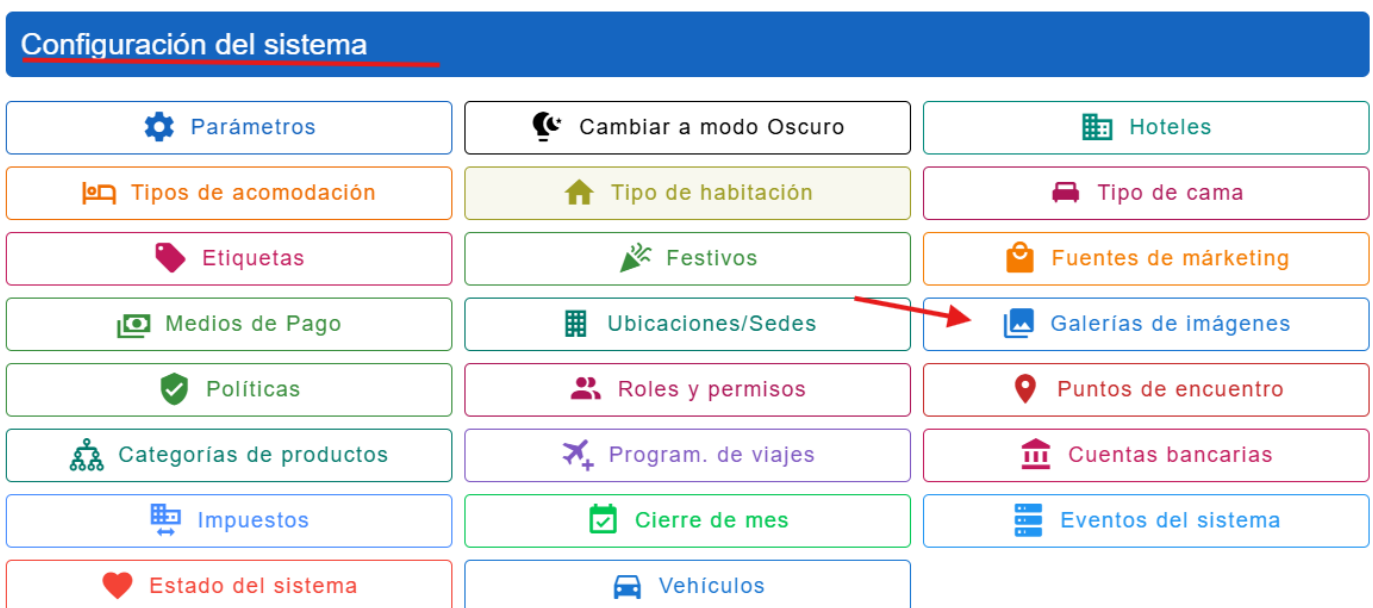 Configuración del sistema
Parámetros
Cambiar a modo Oscuro
Hoteles
Tipos de acomodación
Tipo de habitación
Tipo de cama
Etiquetas
Festivos
Fuentes de márketing
Medios de Pago
Ubicaciones/Sedes
Galerías de imágenes
Políticas
Roles y permisos
Puntos de encuentro
Categorías de productos
Program. de viajes
Cuentas bancarias
Impuestos
Cierre de mes
Eventos del sistema
Estado del sistema
Vehículos